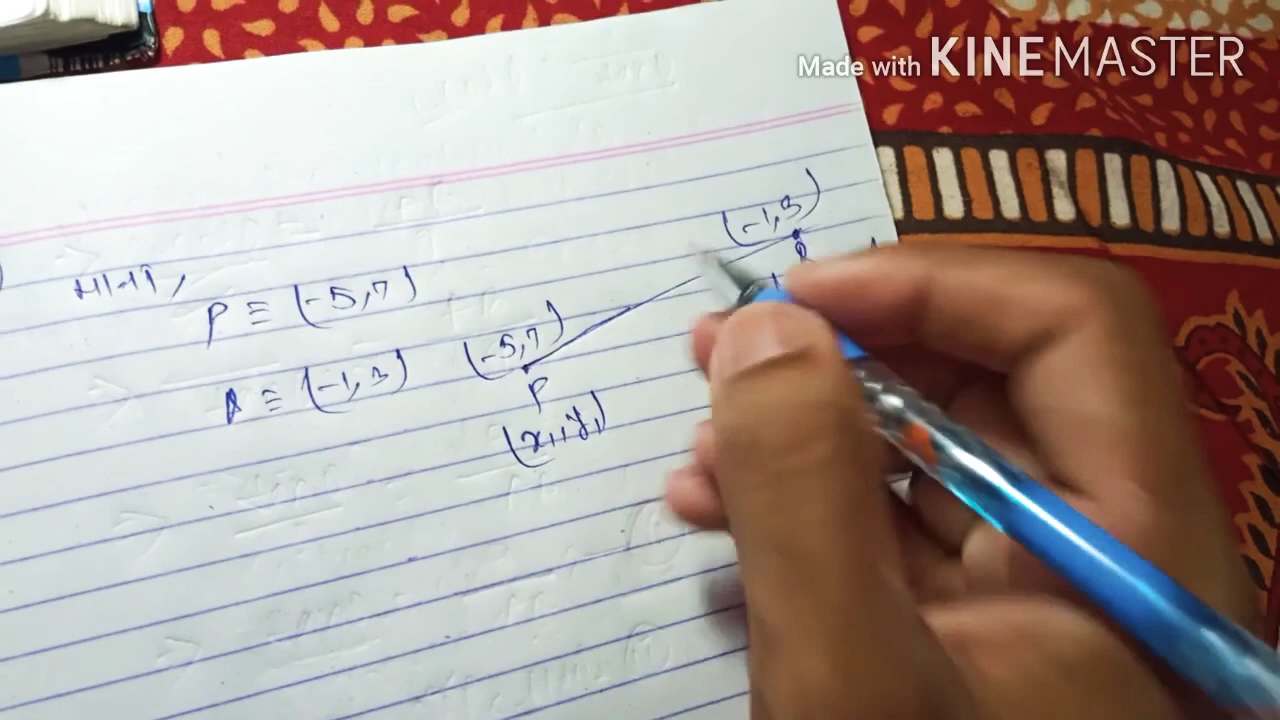 Made with KINEMASTER
(-1,3)
P ≡ (-5,7)
(-5,7)
≡ (-1,3)
P
(x₁,y₁)